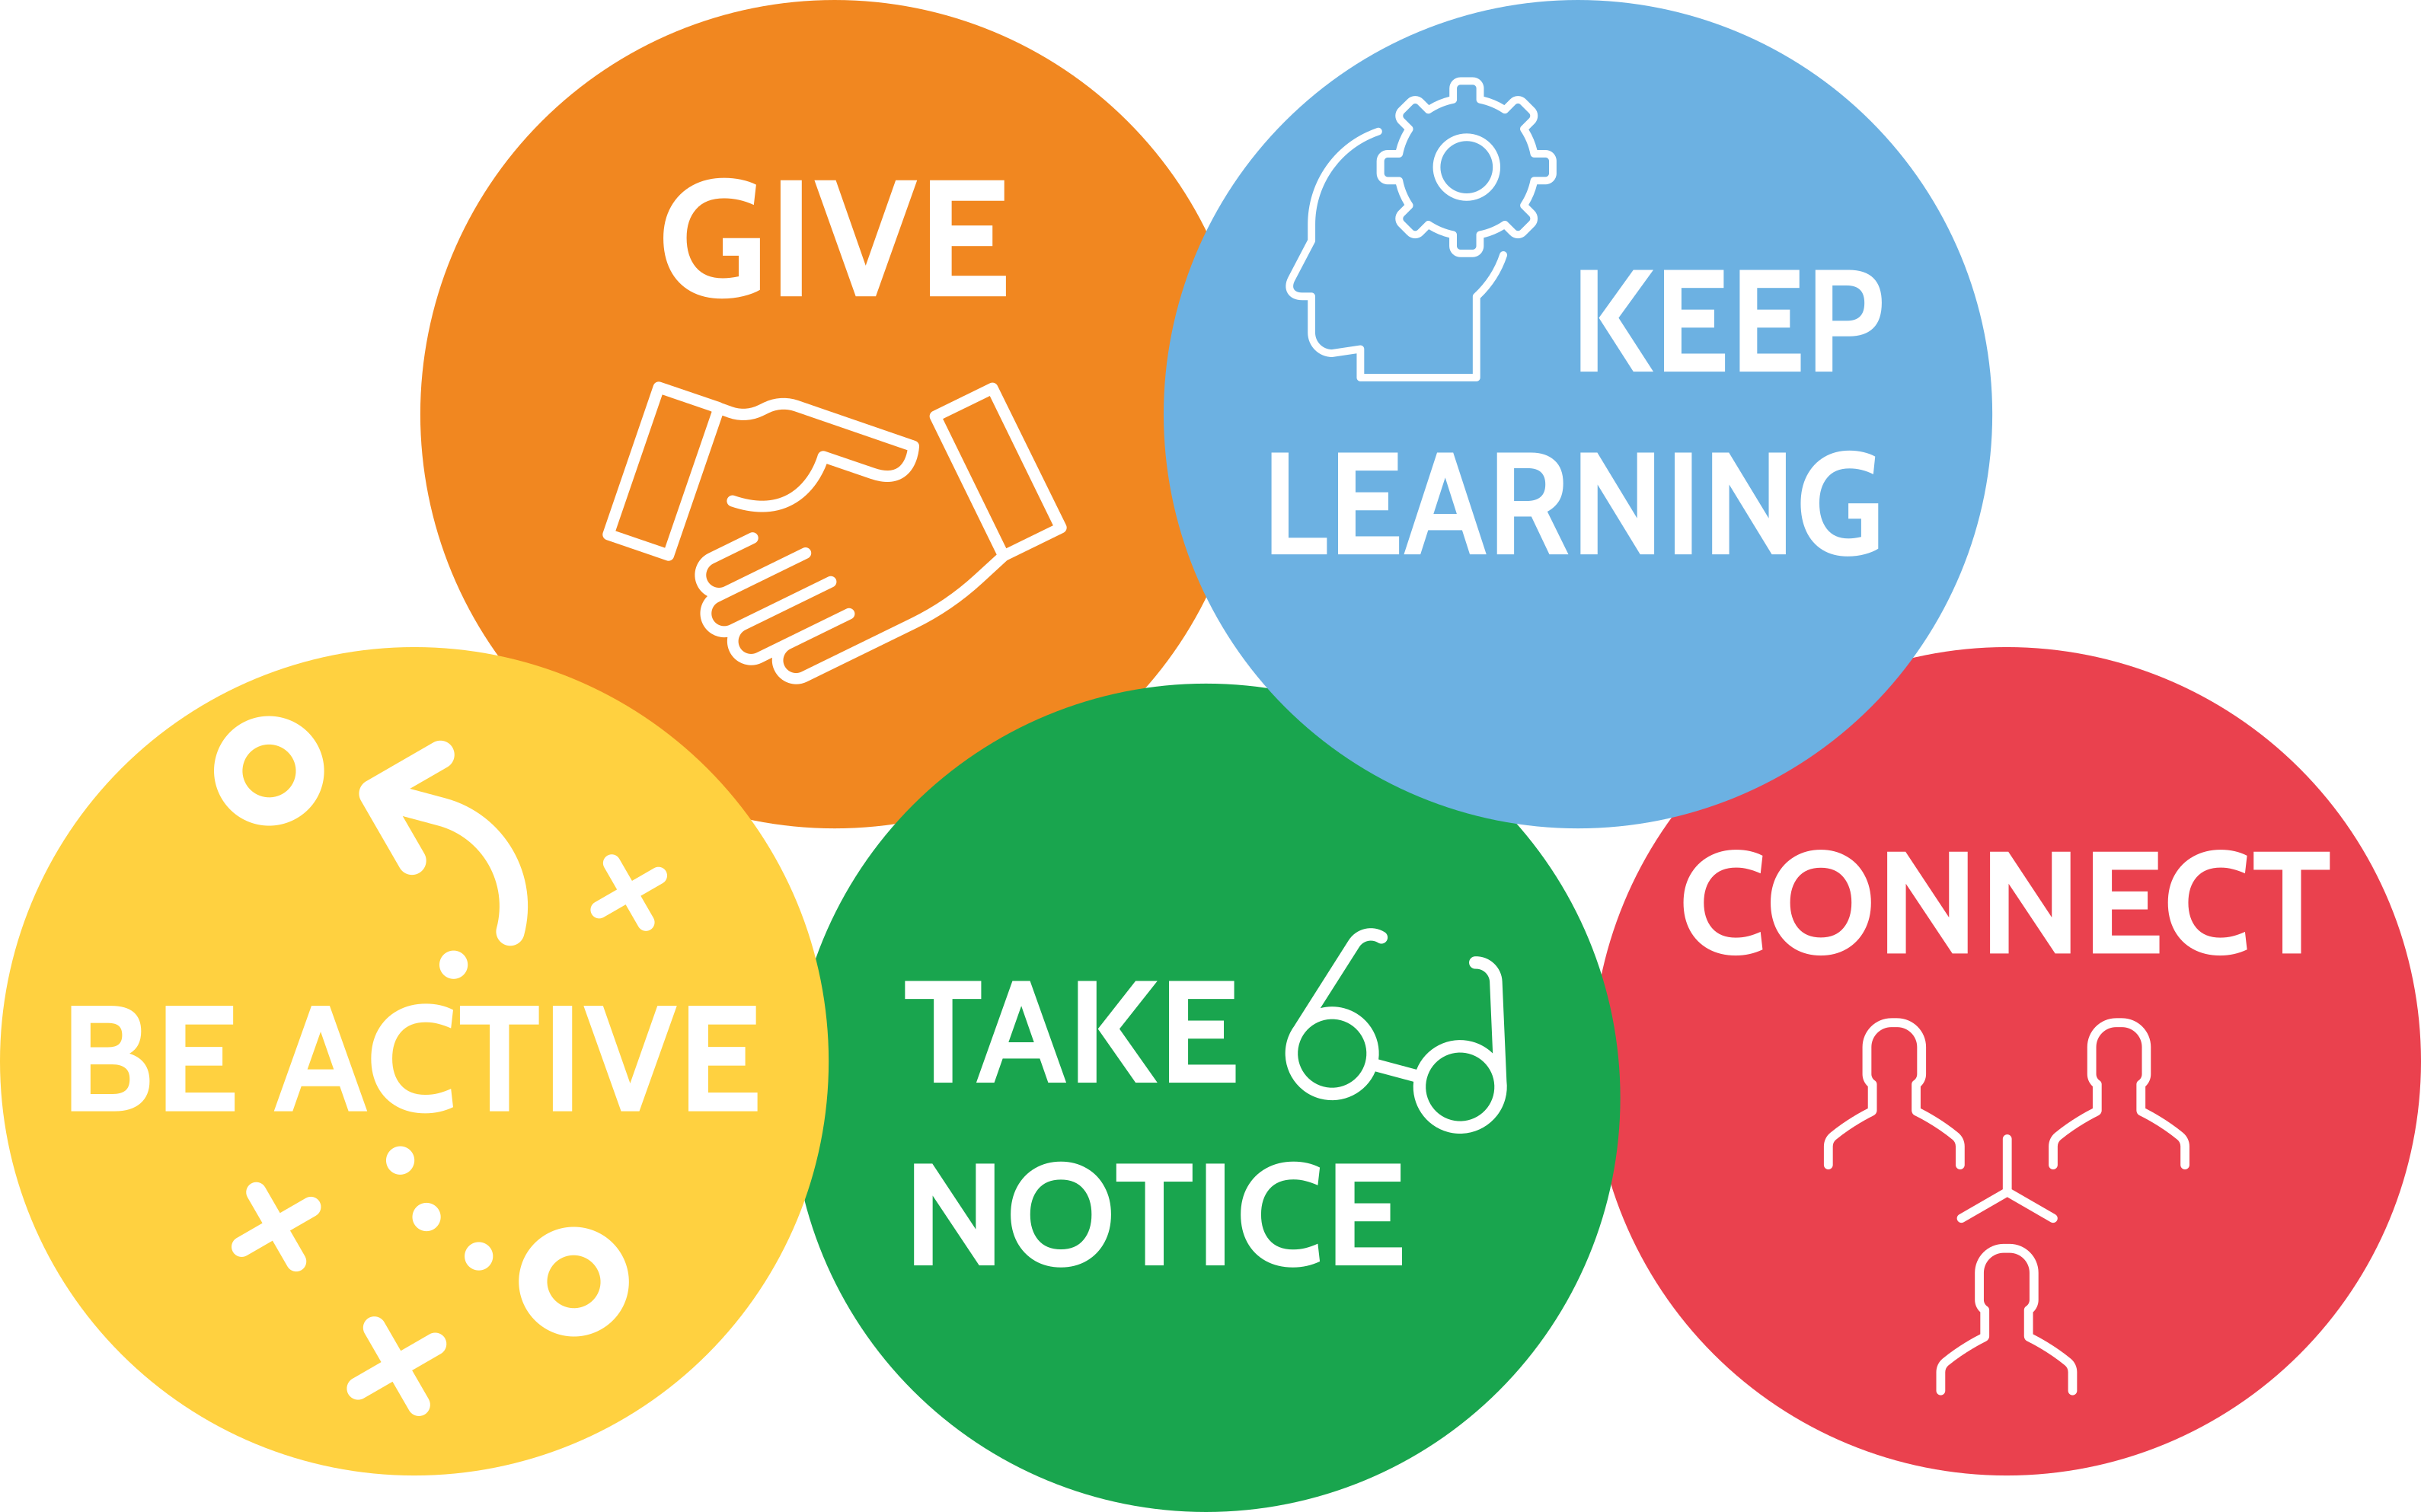 GIVE
KEEP
LEARNING
BE ACTIVE
TAKE
NOTICE
CONNECT